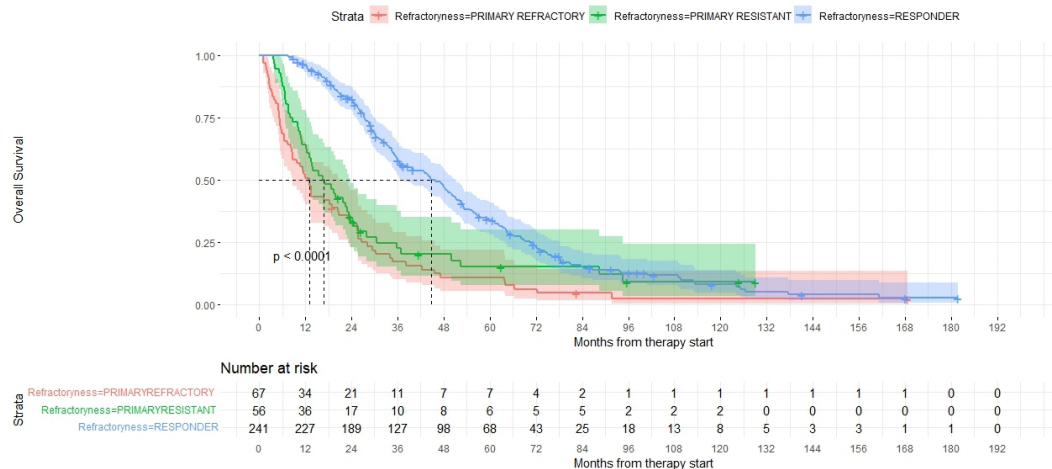 Strata Refractoryness=PRIMARY REFRACTORY Refractoryness=PRIMARY RESISTANT Refractoryness=RESPONDER
Overall Survival
1.00
0.75
0.50
0.25
0.00
p < 0.0001
0 12 24 36 48 60 72 84 96 108 120 132 144 156 168 180 192
Months from therapy start
Number at risk
Strata
Refractoryness=PRIMARYREFRACTORY 67 34 21 11 7 7 4 2 1 1 1 1 1 1 1 0 0
Refractoryness=PRIMARYRESISTANT 56 36 17 10 8 6 5 5 2 2 2 0 0 0 0 0 0
Refractoryness=RESPONDER 241 227 189 127 98 68 43 25 18 13 8 5 3 3 1 1 0
0 12 24 36 48 60 72 84 96 108 120 132 144 156 168 180 192
Months from therapy start